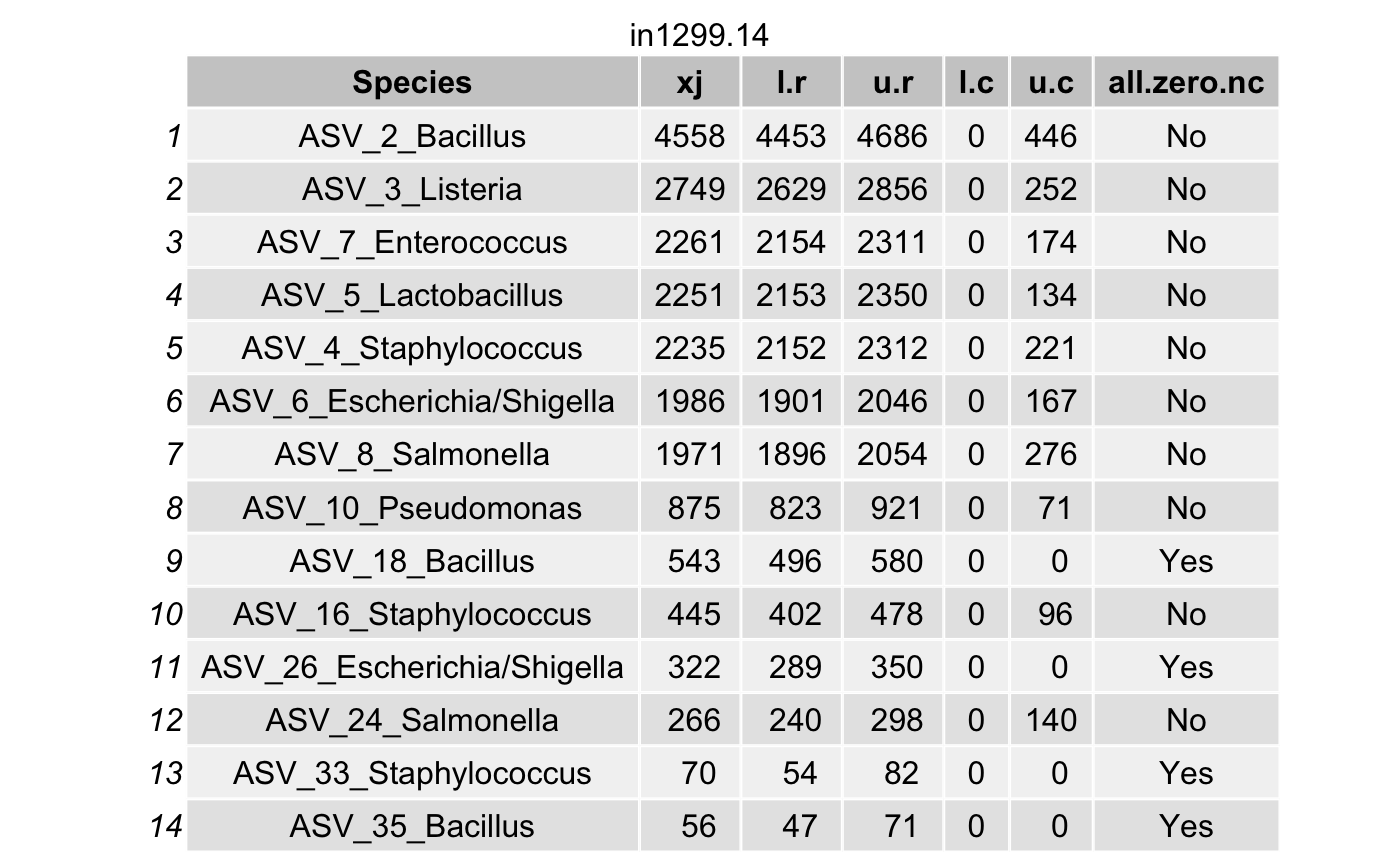 in1299.14
Species xj l.r u.r l.c u.c all.zero.nc
1 ASV_2_Bacillus 4558 4453 4686 0 446 No
2 ASV_3_Listeria 2749 2629 2856 0 252 No
3 ASV_7_Enterococcus 2261 2154 2311 0 174 No
4 ASV_5_Lactobacillus 2251 2153 2350 0 134 No
5 ASV_4_Staphylococcus 2235 2152 2312 0 221 No
6 ASV_6_Escherichia/Shigella 1986 1901 2046 0 167 No
7 ASV_8_Salmonella 1971 1896 2054 0 276 No
8 ASV_10_Pseudomonas 875 823 921 0 71 No
9 ASV_18_Bacillus 543 496 580 0 0 Yes
10 ASV_16_Staphylococcus 445 402 478 0 96 No
11 ASV_26_Escherichia/Shigella 322 289 350 0 0 Yes
12 ASV_24_Salmonella 266 240 298 0 140 No
13 ASV_33_Staphylococcus 70 54 82 0 0 Yes
14 ASV_35_Bacillus 56 47 71 0 0 Yes